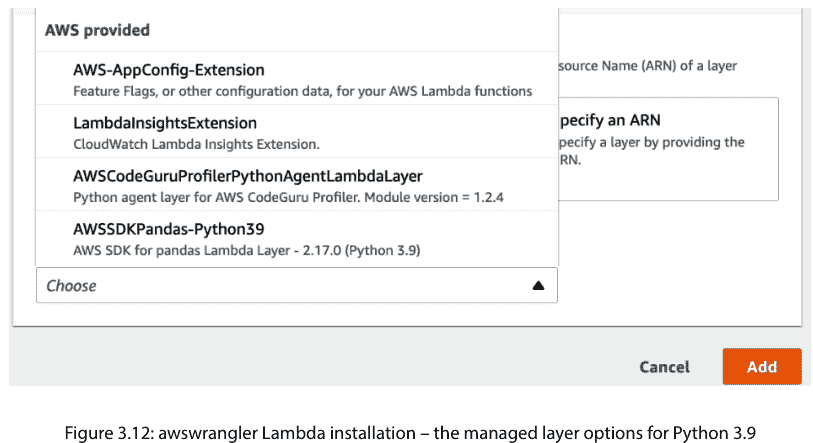 AWS provided
AWS-AppConfig-Extension
Feature Flags, or other configuration data, for your AWS Lambda functions
source Name (ARN) of a layer
LambdaInsightsExtension
CloudWatch Lambda Insights Extension.
pecify an ARN
pecify a layer by providing the
RN.
AWSCodeGuruProfilerPythonAgentLambdaLayer
Python agent layer for AWS CodeGuru Profiler. Module version = 1.2.4
AWSSDKPandas-Python39
AWS SDK for pandas Lambda Layer - 2.17.0 (Python 3.9)
Choose
Cancel
Add
Figure 3.12: awswrangler Lambda installation – the managed layer options for Python 3.9